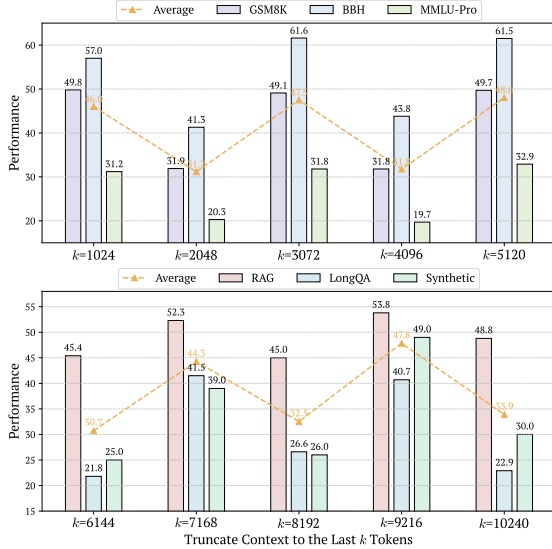 Average GSM8K BBH MMLU-Pro
Performance
60
50
40
30
20
49.8 57.0 31.2
31.9 41.3 20.3
49.1 61.6 31.8
31.8 43.8 19.7
49.7 61.5 32.9
k=1024 k=2048 k=3072 k=4096 k=5120
Average RAG LongQA Synthetic
Performance
55
50
45
40
35
30
25
20
15
45.4 30.7 21.8 25.0
52.3 44.3 41.5 39.0
45.0 32.5 26.6 26.0
53.8 47.8 40.7 49.0
48.8 33.9 22.9 30.0
k=6144 k=7168 k=8192 k=9216 k=10240
Truncate Context to the Last k Tokens